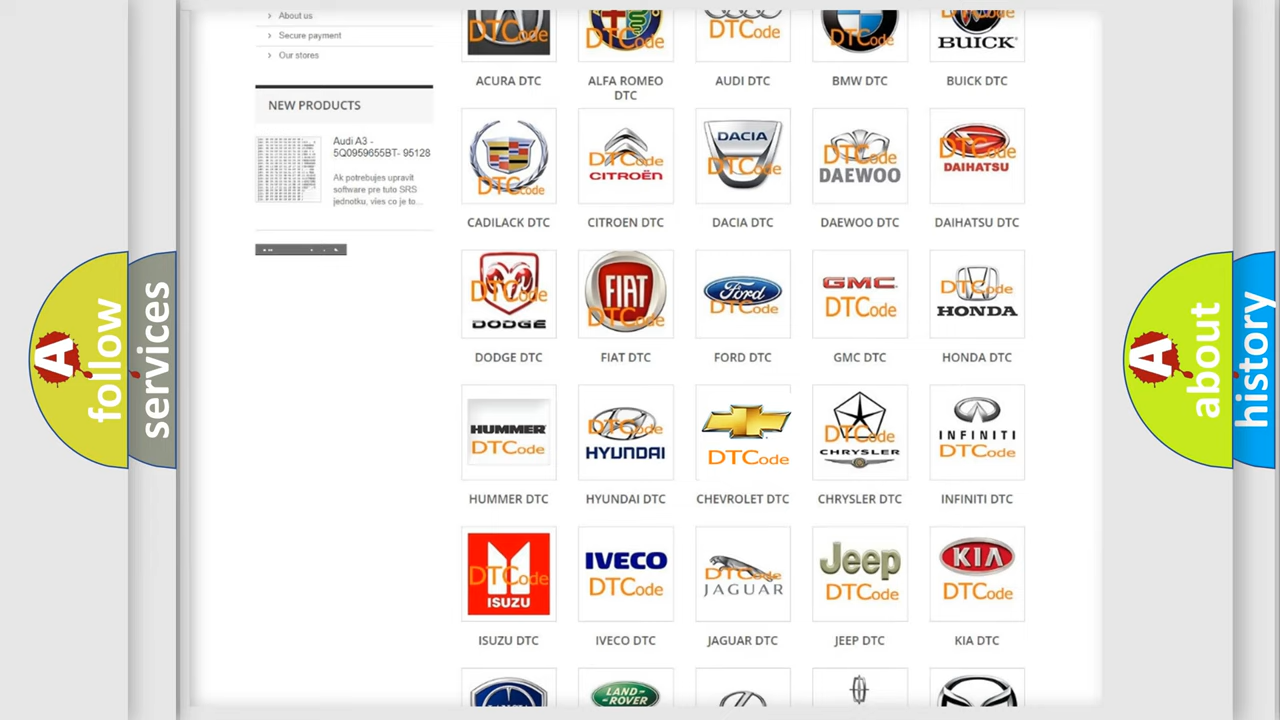 About us
Secure payment
Our stores
NEW PRODUCTS
Audi A3 -
5Q0959655BT- 95128
Ak potrebujes upravit
software pre tuto SRS
jednotku, vies co je to...
DTCode
DTCode
DTCode
DTCode
BUICK
ACURA DTC
ALFA ROMEO
DTC
AUDI DTC
BMW DTC
BUICK DTC
DTCode
DTCode
CITROËN
DACIA
DTCode
DTCode
DAEWOO
DTCode
DAIHATSU
CADILACK DTC
CITROEN DTC
DACIA DTC
DAEWOO DTC
DAIHATSU DTC
DTCode
DODGE
FIAT
DTCode
Ford
DTCode
GMC
DTCode
DTCode
HONDA
DODGE DTC
FIAT DTC
FORD DTC
GMC DTC
HONDA DTC
HUMMER
DTCode
DTCode
HYUNDAI
DTCode
DTCode
CHRYSLER
INFINITI
DTCode
HUMMER DTC
HYUNDAI DTC
CHEVROLET DTC
CHRYSLER DTC
INFINITI DTC
DTCode
ISUZU
IVECO
DTCode
DTCode
JAGUAR
Jeep
DTCode
KIA
DTCode
ISUZU DTC
IVECO DTC
JAGUAR DTC
JEEP DTC
KIA DTC
LAND-
ROVER
A
follow
services
A
about
history